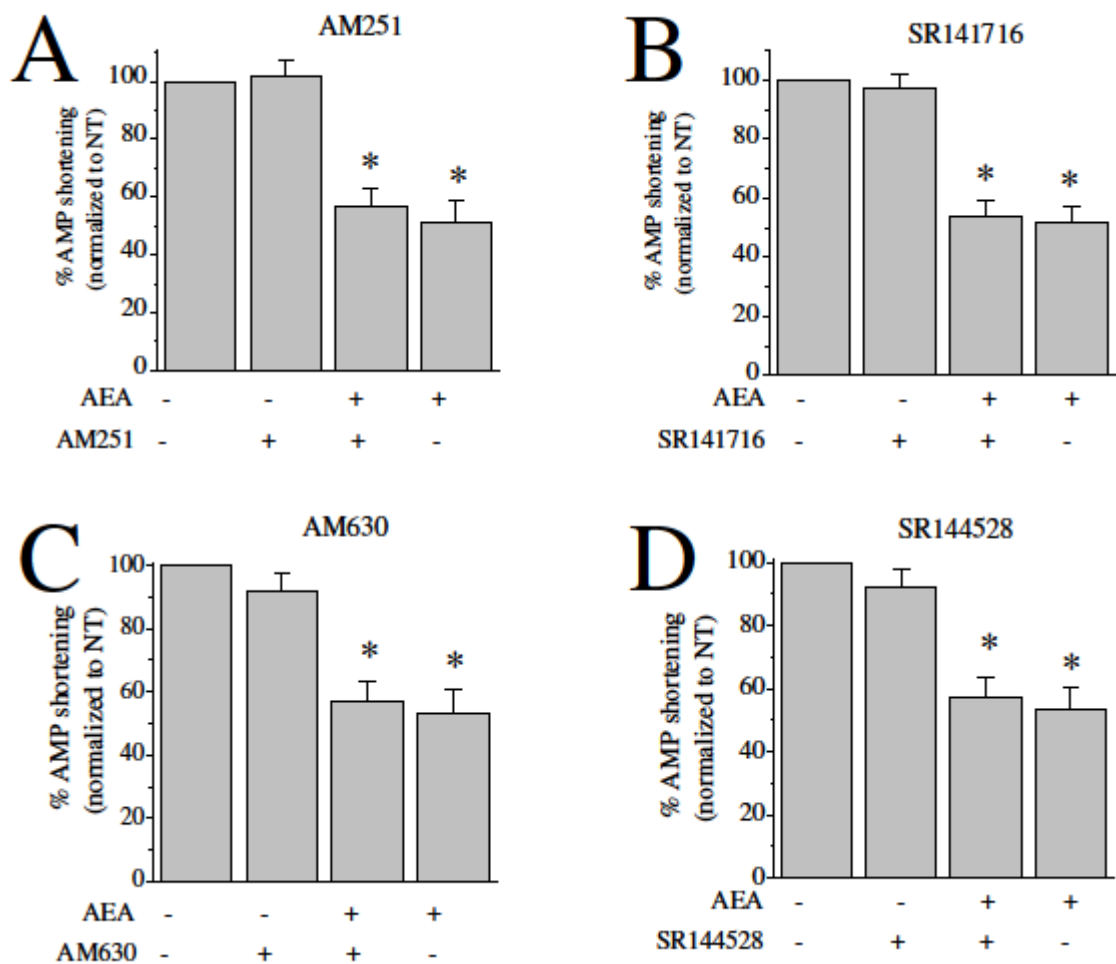 A
AM251
% AMP shortening
(normalized to NT)
100
80
60
40
20
0
* *
AEA - - + +
AM251 - + + -
B
SR141716
% AMP shortening
(normalized to NT)
100
80
60
40
20
0
* *
AEA - - + +
SR141716 - + + -
C
AM630
% AMP shortening
(normalized to NT)
100
80
60
40
20
0
* *
AEA - - + +
AM630 - + + -
D
SR144528
% AMP shortening
(normalized to NT)
100
80
60
40
20
0
* *
AEA - - + +
SR144528 - + + -